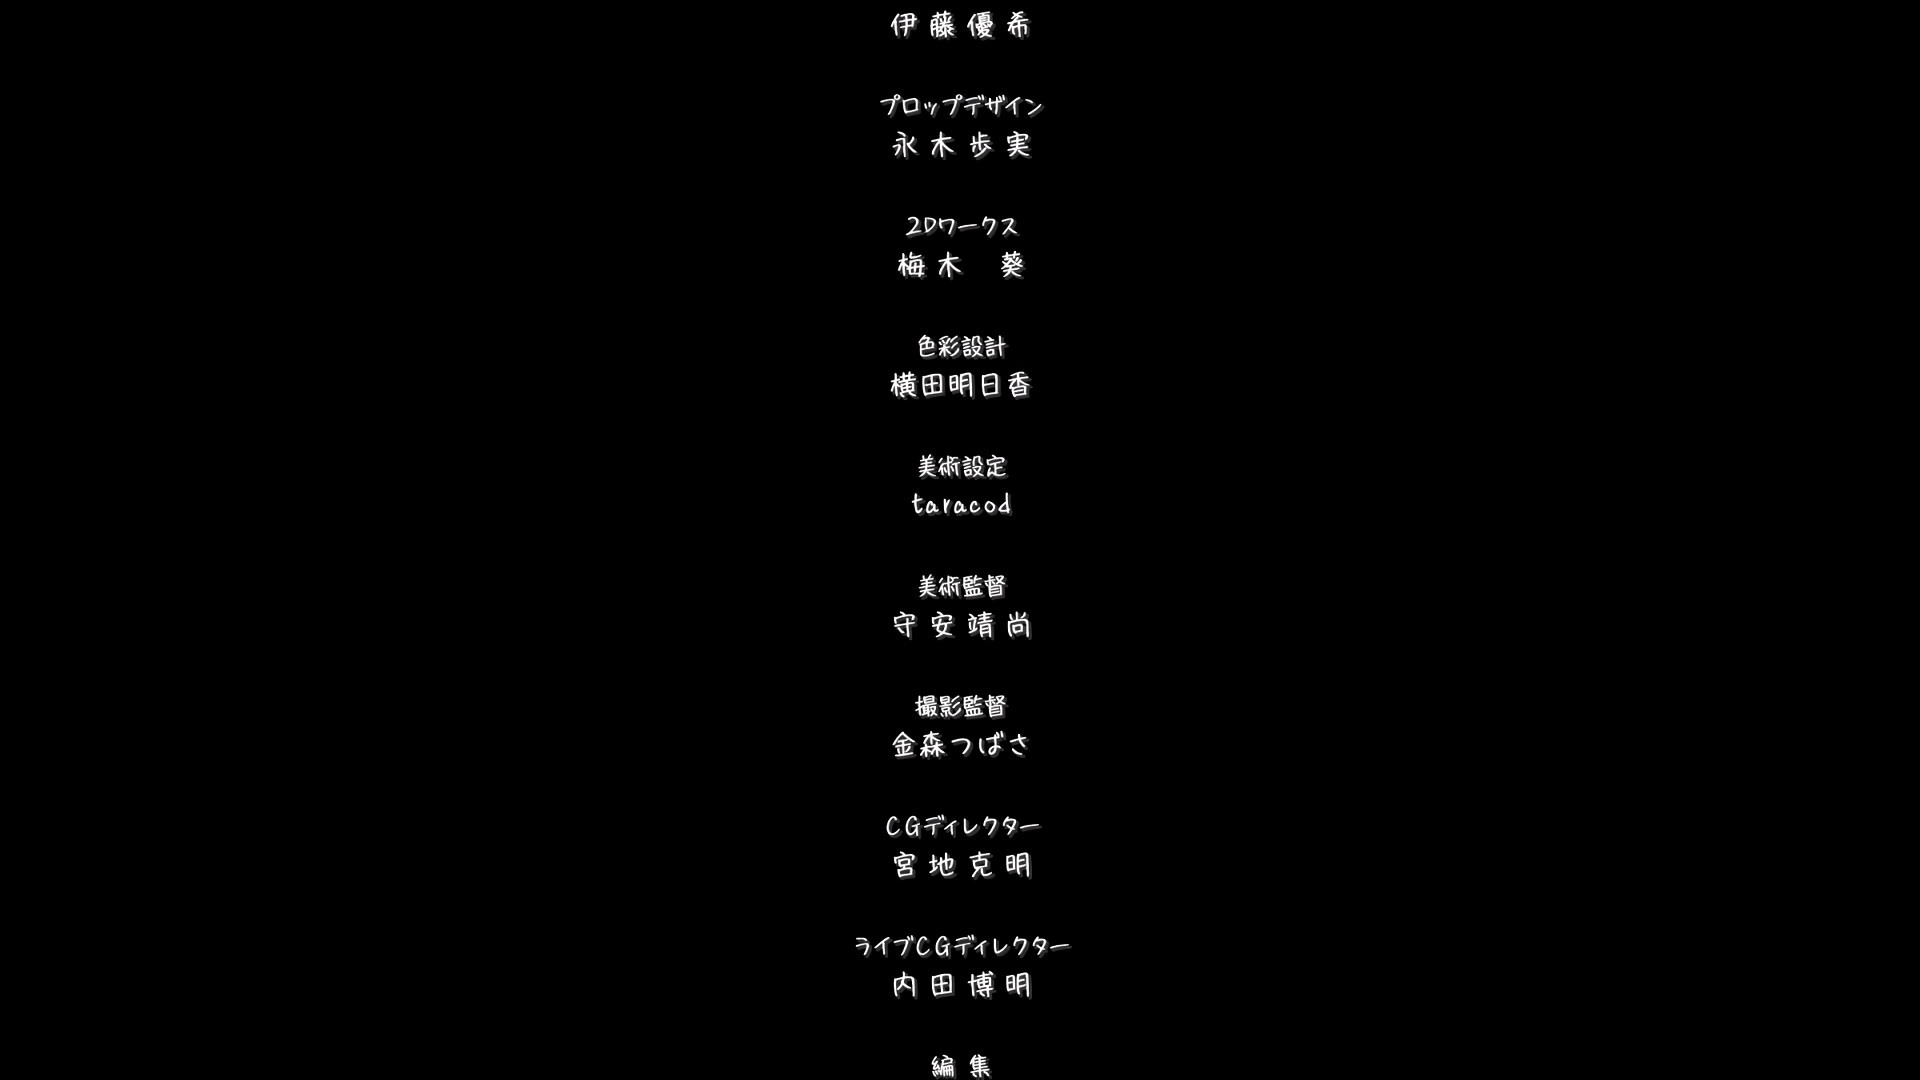 伊藤優希
プロップデザイン
永木歩実
2Dワークス
梅木 葵
色彩設計
横田明日香
美術設定
taracod
美術監督
守安靖尚
撮影監督
金森つばさ
CGディレクター
宮地克明
ライブCGディレクター
内田博明
編集